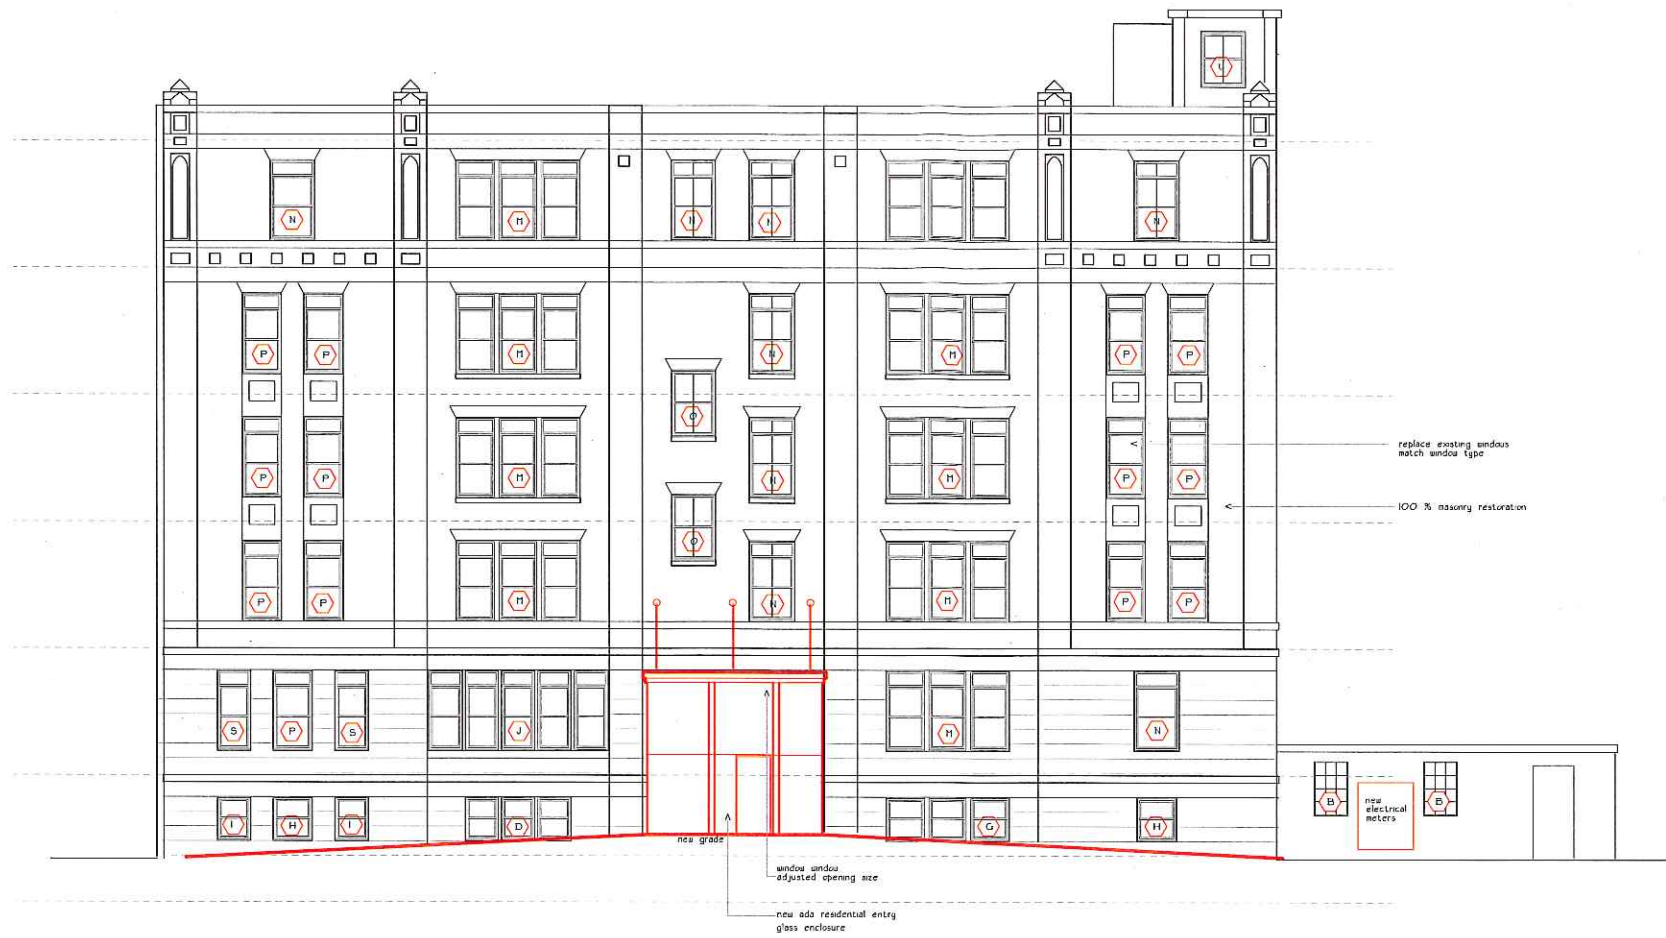 N
M
N
N
N
P
P
M
N
M
P
P
O
P
P
M
N
M
P
P
replace existing windows
match window type
100 % masonry restoration
O
P
P
M
N
M
P
P
S
P
S
J
M
N
I
H
I
D
G
H
B
new
electrical
meters
B
new grade
window window
adjusted opening size
new ada residential entry
glass enclosure